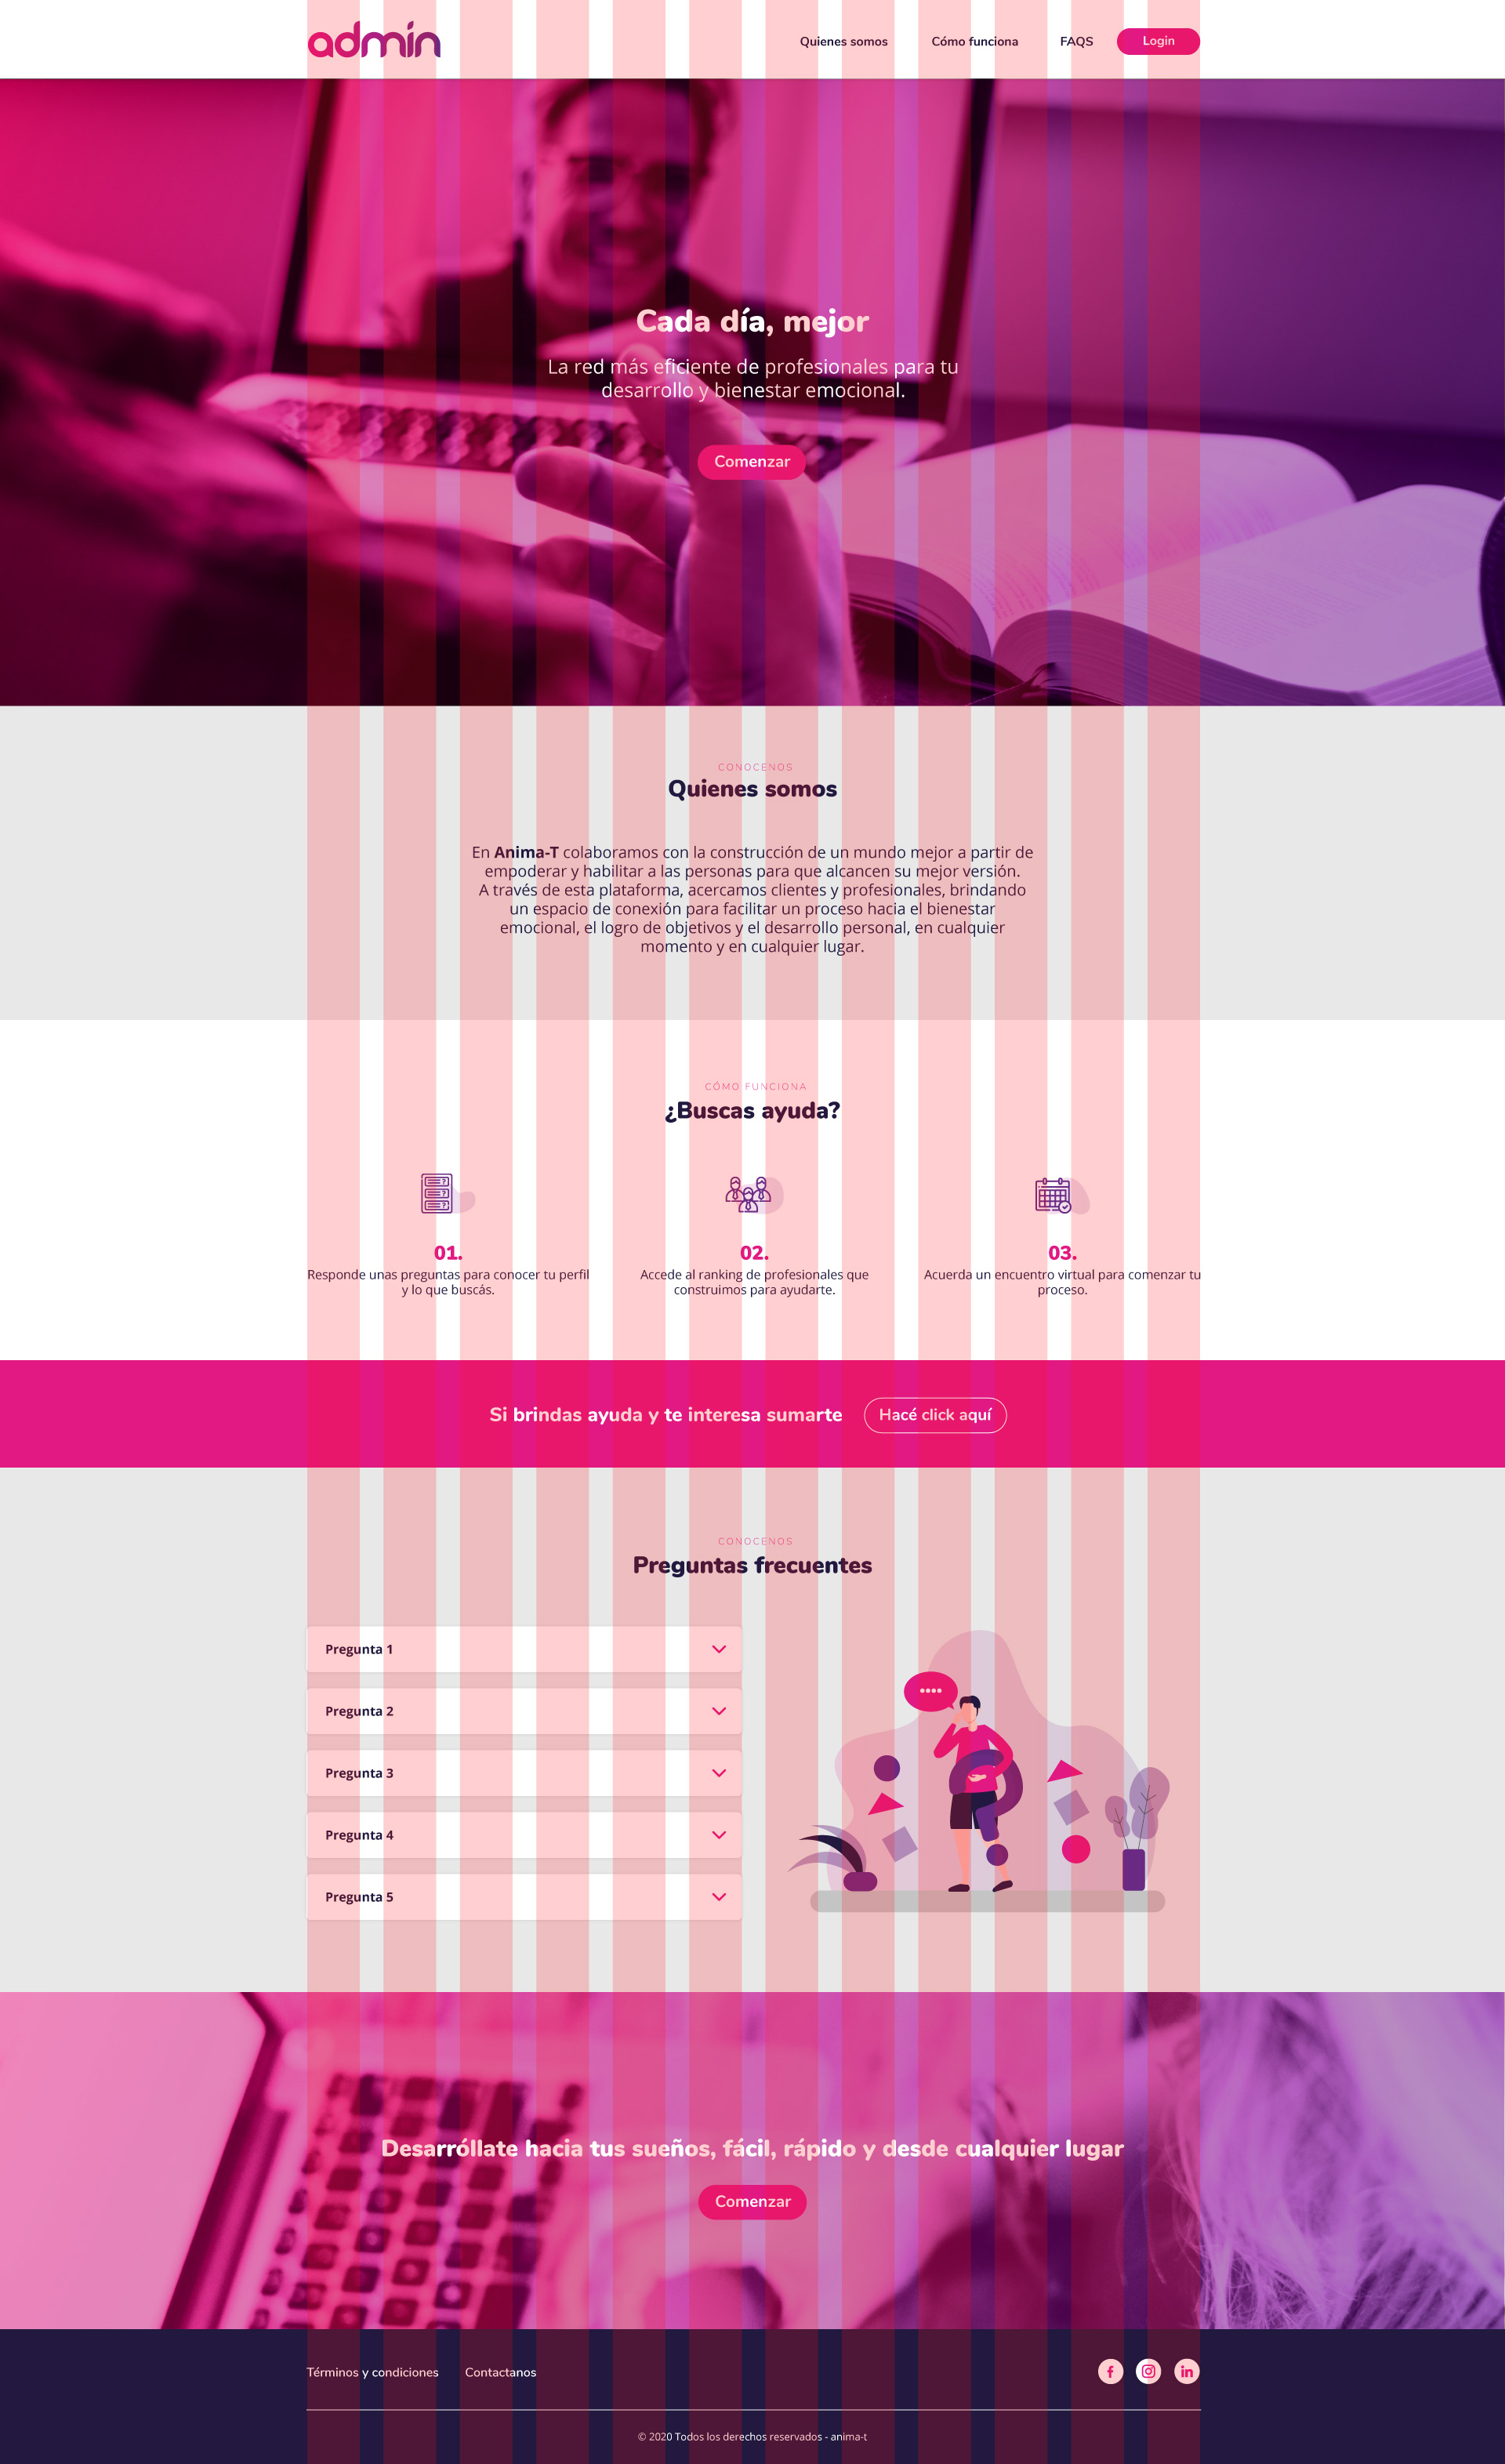 admin
Quienes somos
Cómo funciona
FAQS
Login
Cada día, mejor
La red más eficiente de profesionales para tu
desarrollo y bienestar emocional.
Comenzar
CONOCENOS
Quienes somos
En Anima-T colaboramos con la construcción de un mundo mejor a partir de
empoderar y habilitar a las personas para que alcancen su mejor versión.
A través de esta plataforma, acercamos clientes y profesionales, brindando
un espacio de conexión para facilitar un proceso hacia el bienestar
emocional, el logro de objetivos y el desarrollo personal, en cualquier
momento y en cualquier lugar.
CÓMO FUNCIONA
¿Buscas ayuda?
01.
Responde unas preguntas para conocer tu perfil
y lo que buscás.
02.
Accede al ranking de profesionales que
construimos para ayudarte.
03.
Acuerda un encuentro virtual para comenzar tu
proceso.
Si brindas ayuda y te interesa sumarte
Hacé click aquí
CONOCENOS
Preguntas frecuentes
Pregunta 1
Pregunta 2
Pregunta 3
Pregunta 4
Pregunta 5
Desarróllate hacia tus sueños, fácil, rápido y desde cualquier lugar
Comenzar
Términos y condiciones
Contactanos
© 2020 Todos los derechos reservados - anima-t